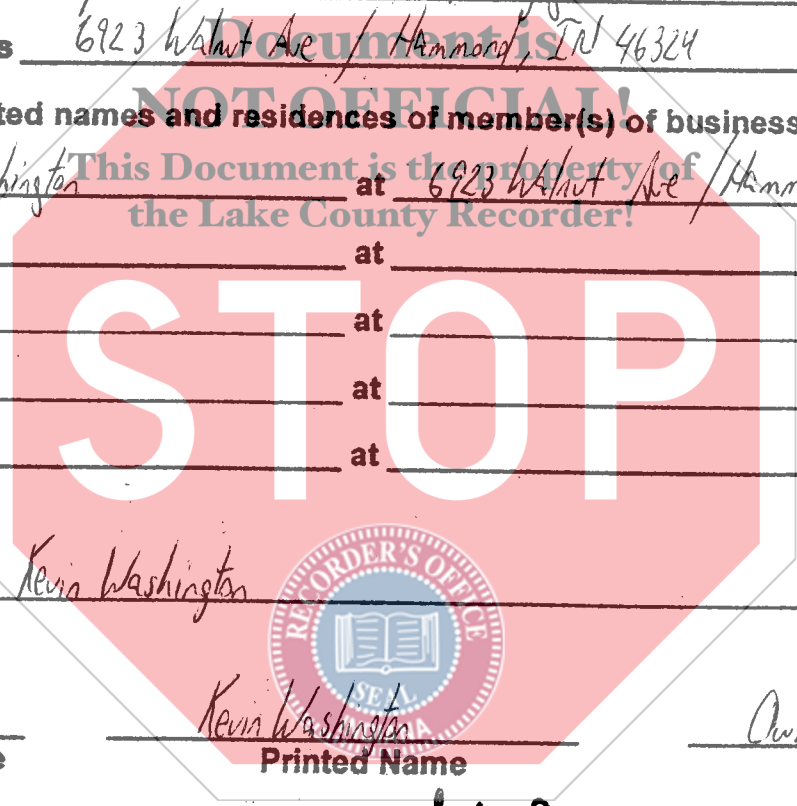 s 6923 Walnut Ave / Hammond, IN 46324
Document is
NOT OFFICIAL!
ted names and residences of member(s) of business
This Document is the property of
hington at 6923 Walnut Ave / Hamm
the Lake County Recorder!
at
at
at
at
STOP
Kevin Washington
RECORDER'S OFFICE
SEAL
Kevin Washington Ow
e Printed Name